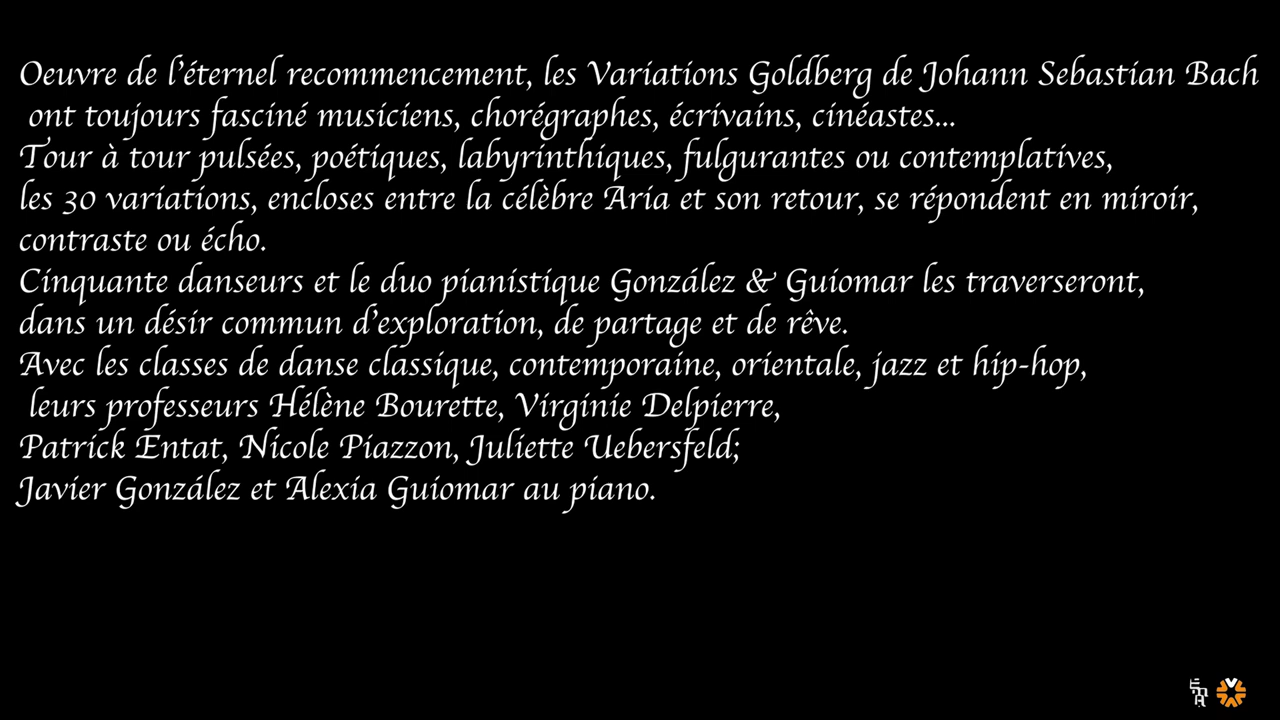 Oeuvre de l'éternel recommencement, les Variations Goldberg de Johann Sebastian Bach
ont toujours fasciné musiciens, chorégraphes, écrivains, cinéastes...
Tour à tour pulsées, poétiques, labyrinthiques, fulgurantes ou contemplatives,
les 30 variations, encloses entre la célèbre Aria et son retour, se répondent en miroir,
contraste ou écho.
Cinquante danseurs et le duo pianistique González & Guiomar les traverseront,
dans un désir commun d'exploration, de partage et de rêve.
Avec les classes de danse classique, contemporaine, orientale, jazz et hip-hop,
leurs professeurs Hélène Bourette, Virginie Delpierre,
Patrick Entat, Nicole Piazzon, Juliette Uebersfeld;
Javier González et Alexia Guiomar au piano.